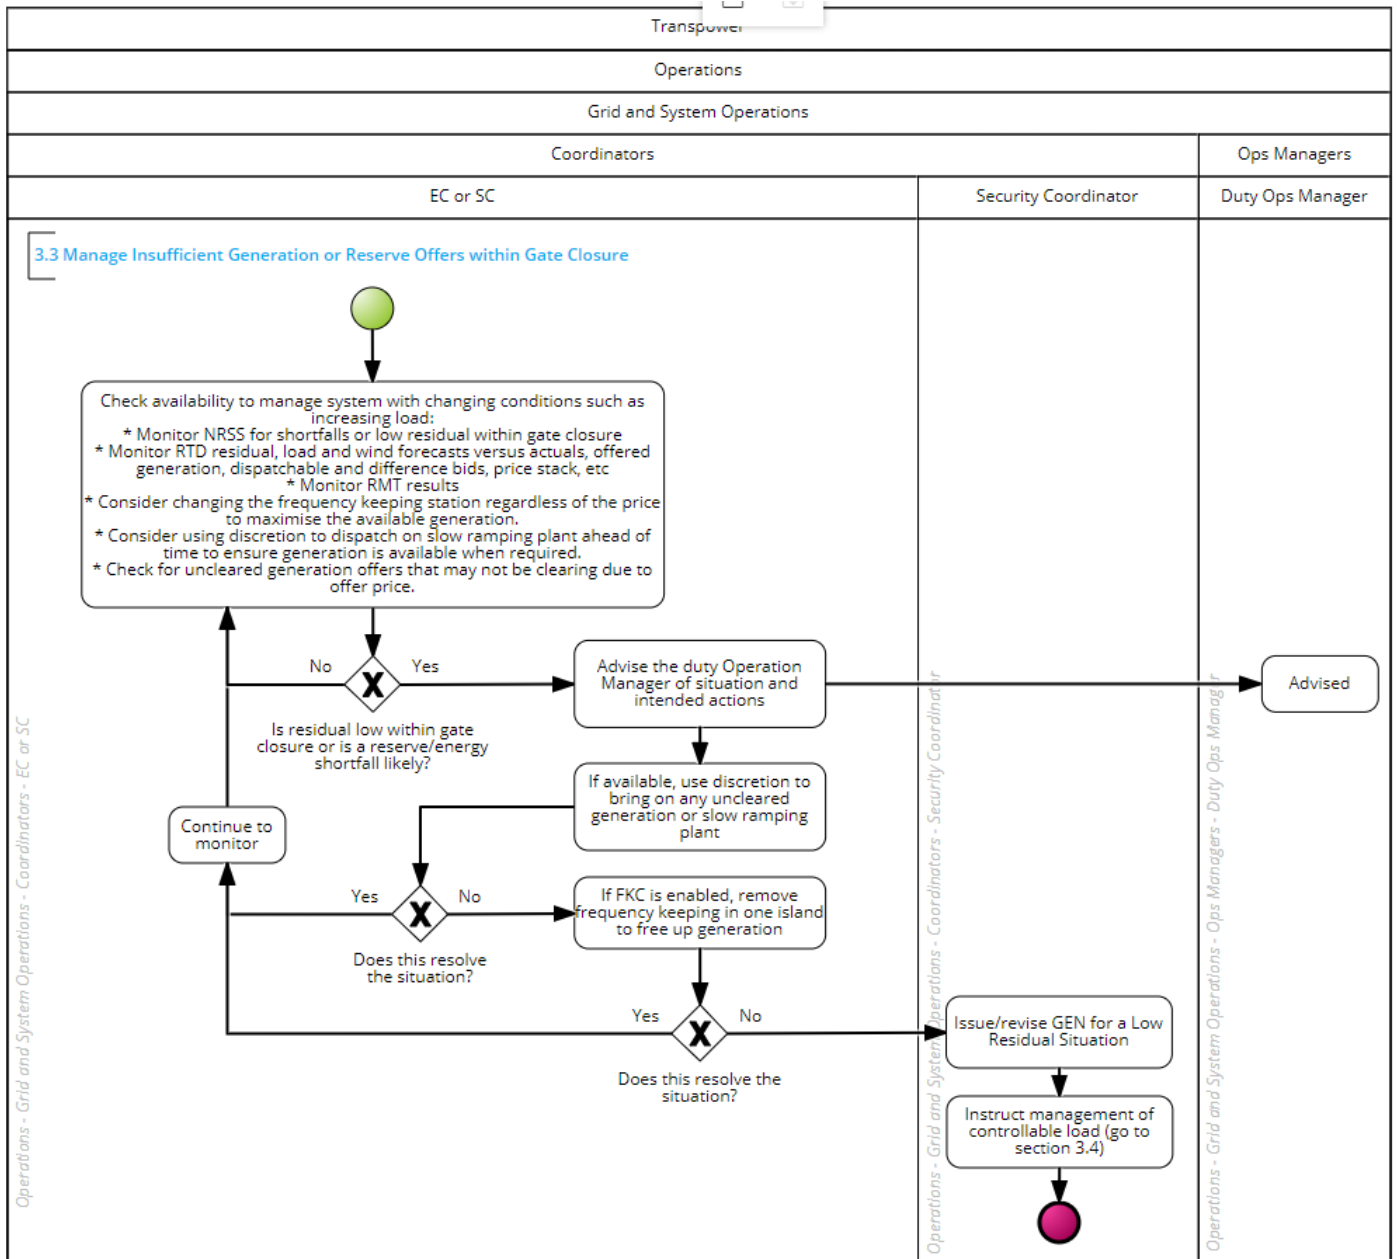 Transpower
Operations
Grid and System Operations
Coordinators
Ops Managers
EC or SC
Security Coordinator
Duty Ops Manager
3.3 Manage Insufficient Generation or Reserve Offers within Gate Closure
Check availability to manage system with changing conditions such as
increasing load:
* Monitor NRSS for shortfalls or low residual within gate closure
* Monitor RTD residual, load and wind forecasts versus actuals, offered
generation, dispatchable and difference bids, price stack, etc
* Monitor RMT results
* Consider changing the frequency keeping station regardless of the price
to maximise the available generation.
* Consider using discretion to dispatch on slow ramping plant ahead of
time to ensure generation is available when required.
* Check for uncleared generation offers that may not be clearing due to
offer price.
No
Yes
Is residual low within gate
closure or is a reserve/energy
shortfall likely?
Advise the duty Operation
Manager of situation and
intended actions
Advised
If available, use discretion to
bring on any uncleared
generation or slow ramping
plant
Continue to
monitor
Yes
No
Does this resolve
the situation?
If FKC is enabled, remove
frequency keeping in one island
to free up generation
Yes
No
Does this resolve the
situation?
Issue/revise GEN for a Low
Residual Situation
Instruct management of
controllable load (go to
section 3.4)
Operations - Grid and System Operations - Coordinators - EC or SC
Operations - Grid and System Operations - Coordinators - Security Coordinator
Operations - Grid and System Operations - Ops Managers - Duty Ops Manager